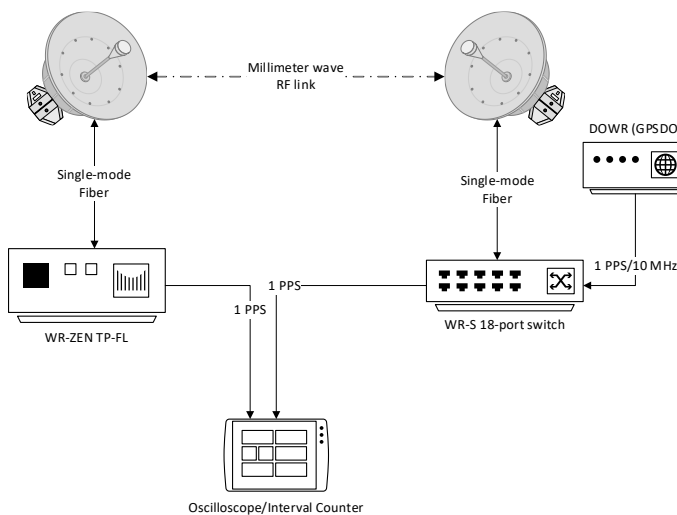 Millimeter wave
RF link
DOWR (GPSDO
Single-mode
Fiber
Single-mode
Fiber
1 PPS/10 MHz
1 PPS
1 PPS
WR-ZEN TP-FL
WR-S 18-port switch
Oscilloscope/Interval Counter